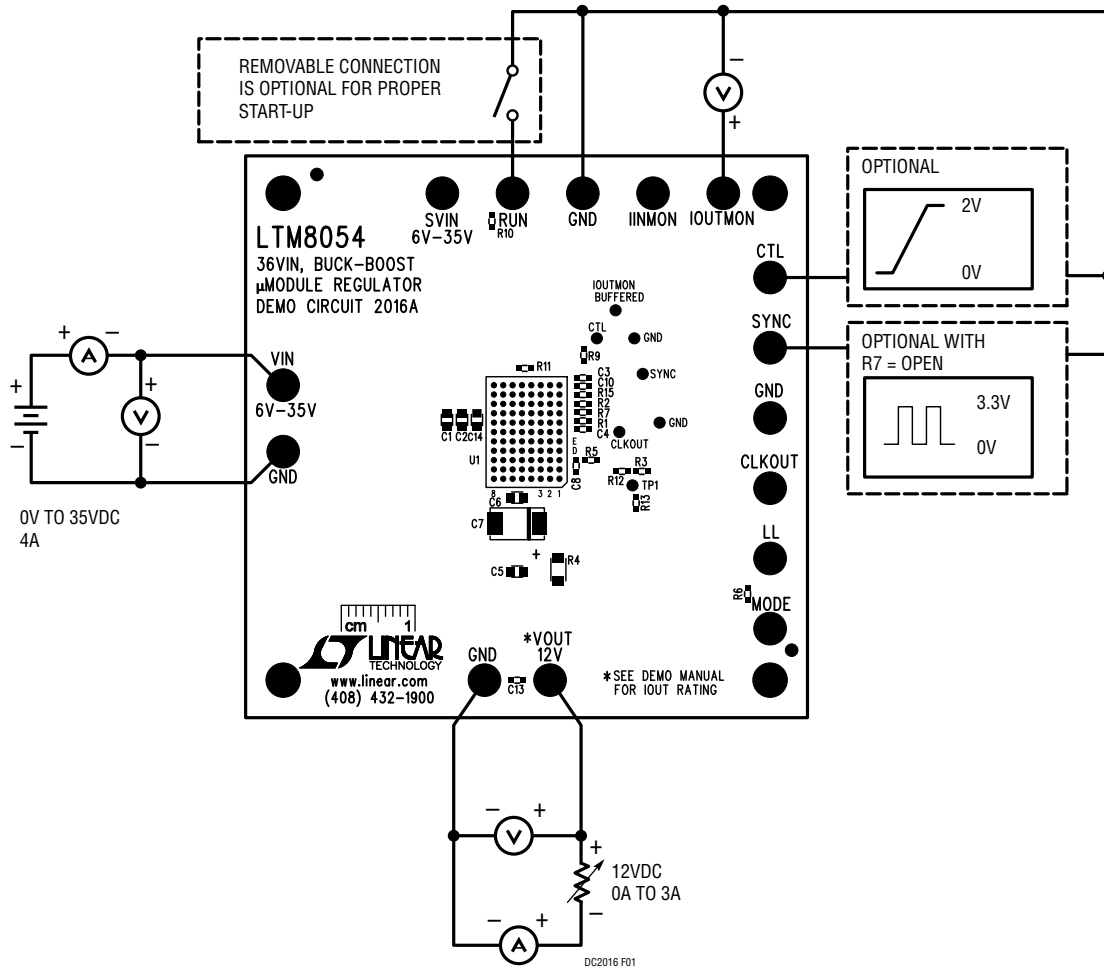 REMOVABLE CONNECTION
IS OPTIONAL FOR PROPER
START-UP
–
V
+
OPTIONAL
2V
0V
OPTIONAL WITH
R7 = OPEN
3.3V
0V
SVIN
6V–35V
RUN
R10
GND
IINMON
IOUTMON
LTM8054
36VIN, BUCK-BOOST
µMODULE REGULATOR
DEMO CIRCUIT 2016A
CTL
SYNC
GND
CLKOUT
LL
MODE
R6
IOUTMON
BUFFERED
CTL
GND
SYNC
GND
CLKOUT
R9
R11
C3
C10
R15
R2
R7
R1
C4
C1
C2
C14
U1
E
D
R5
C8
R12
R3
TP1
R13
8
3 2 1
C6
C7
+
R4
C5
+
A
–
+
–
+
V
–
VIN
6V–35V
GND
0V TO 35VDC
4A
cm 1
LINEAR
TECHNOLOGY
www.linear.com
(408) 432–1900
GND
C13
*VOUT
12V
*SEE DEMO MANUAL
FOR IOUT RATING
–
V
+
+
12VDC
0A TO 3A
–
–
A
+
DC2016 F01